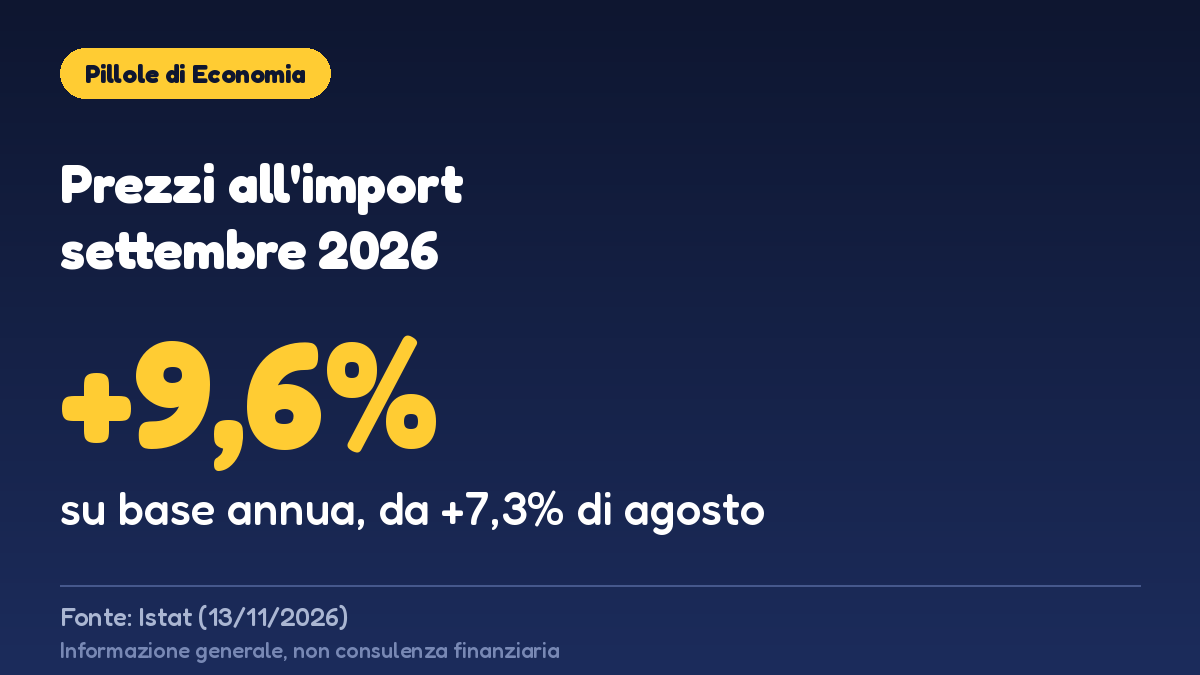 Pillole di Economia
Prezzi all'import
settembre 2026
+9,6%
su base annua, da +7,3% di agosto
Fonte: Istat (13/11/2026)
Informazione generale, non consulenza finanziaria